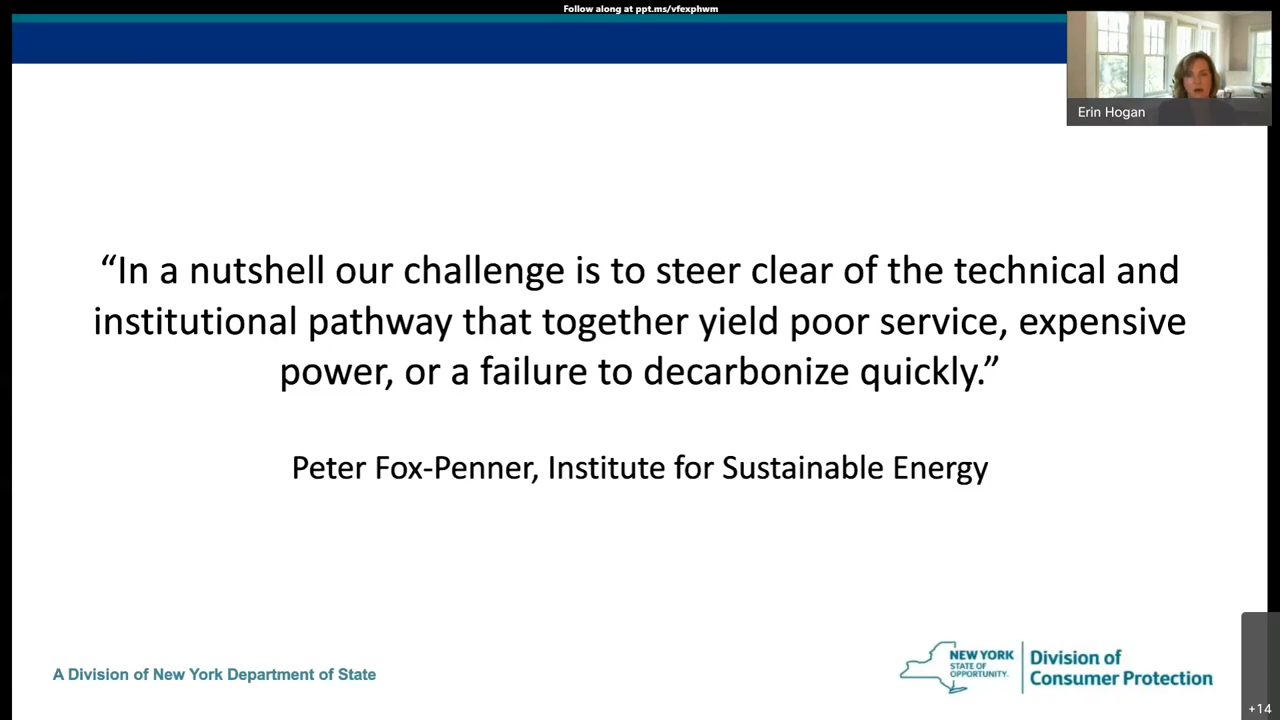 Follow along at ppt.ms/vfexphwm
Erin Hogan
“In a nutshell our challenge is to steer clear of the technical and
institutional pathway that together yield poor service, expensive
power, or a failure to decarbonize quickly.”
Peter Fox-Penner, Institute for Sustainable Energy
A Division of New York Department of State
NEW YORK
STATE OF
OPPORTUNITY.
Division of
Consumer Protection
+14